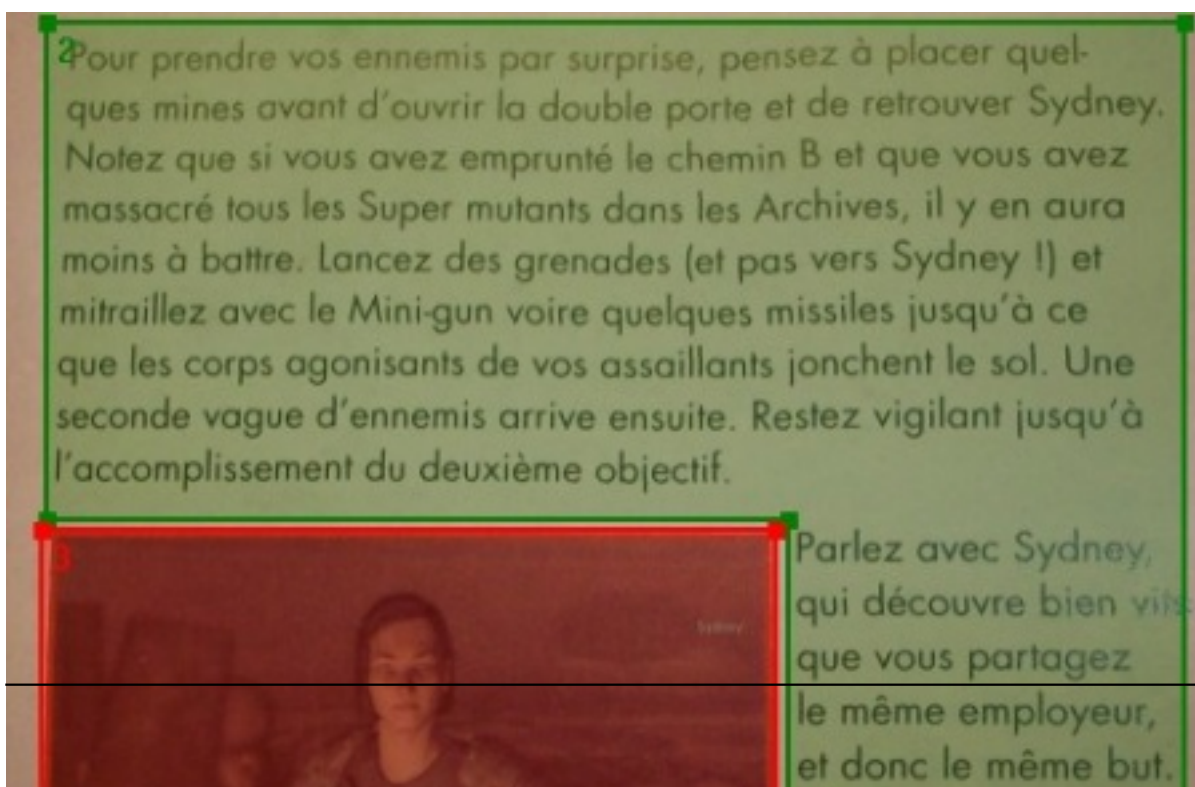 2
Pour prendre vos ennemis par surprise, pensez à placer quel-
ques mines avant d'ouvrir la double porte et de retrouver Sydney.
Notez que si vous avez emprunté le chemin B et que vous avez
massacré tous les Super mutants dans les Archives, il y en aura
moins à battre. Lancez des grenades (et pas vers Sydney !) et
mitraillez avec le Mini-gun voire quelques missiles jusqu'à ce
que les corps agonisants de vos assaillants jonchent le sol. Une
seconde vague d'ennemis arrive ensuite. Restez vigilant jusqu'à
l'accomplissement du deuxième objectif.
3
Sydney
Parlez avec Sydney,
qui découvre bien vite
que vous partagez
le même employeur,
et donc le même but.